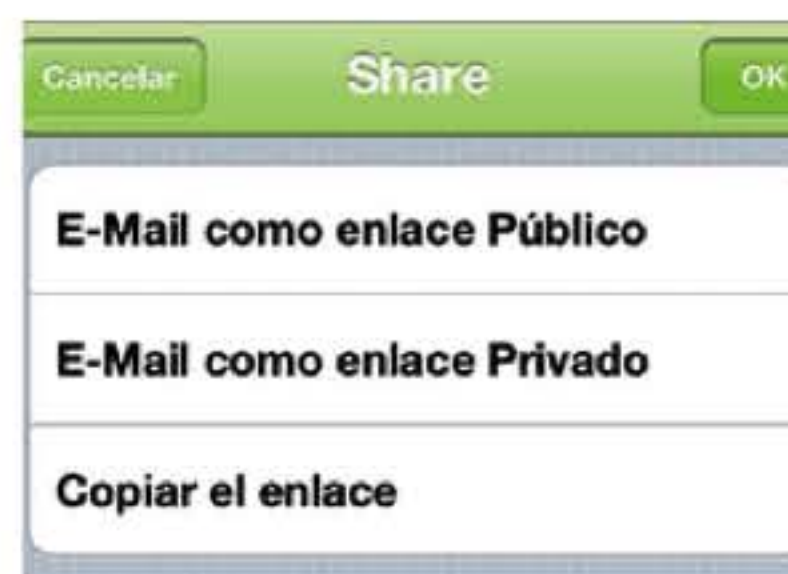 Cancelar Share OK
E-Mail como enlace Público
E-Mail como enlace Privado
Copiar el enlace